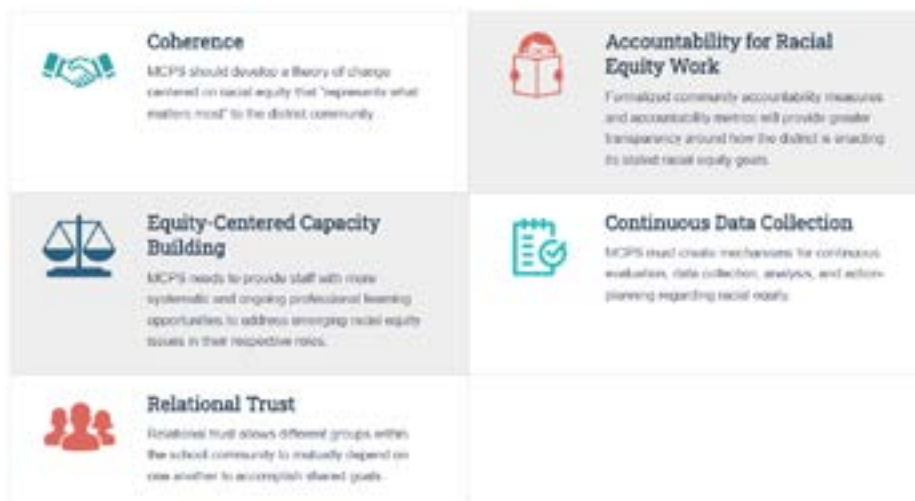 Coherence
MCPS should develop a theory of change
centered on racial equity that "represents what
matters most" to the district community.
Accountability for Racial
Equity Work
Formalized community accountability measures
and accountability metrics will provide greater
transparency around how the district is enacting
its stated racial equity goals.
Equity-Centered Capacity
Building
MCPS needs to provide staff with more
systematic and ongoing professional learning
opportunities to address emerging racial equity
issues in their respective roles.
Continuous Data Collection
MCPS must create mechanisms for continuous
evaluation, data collection, analysis, and action-
planning regarding racial equity.
Relational Trust
Relational trust allows different groups within
the school community to mutually depend on
one another to accomplish shared goals.